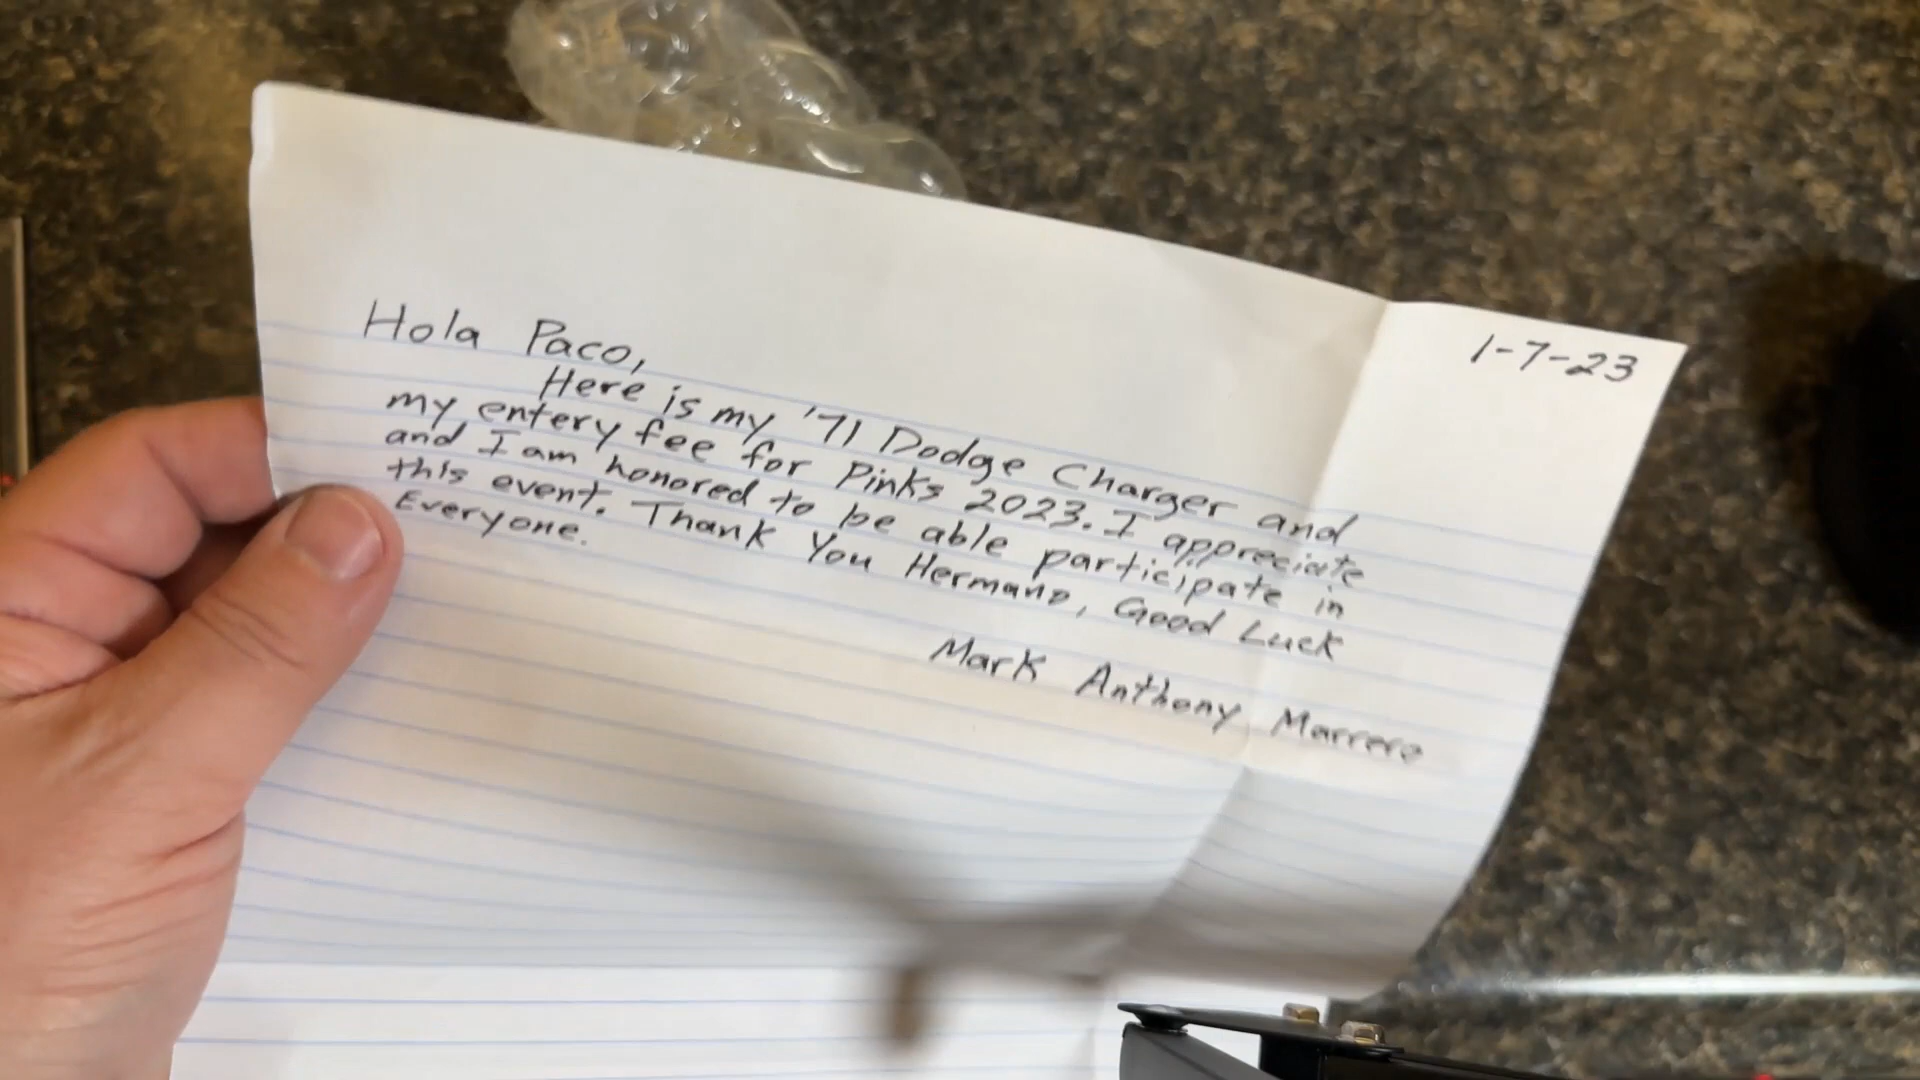 1-7-23
Hola Paco,
Here is my '71 Dodge Charger and
my entery fee for Pinks 2023. I appreciate
and I am honored to be able participate in
this event. Thank You Hermano, Good Luck
Everyone.
Mark Anthony Marrero